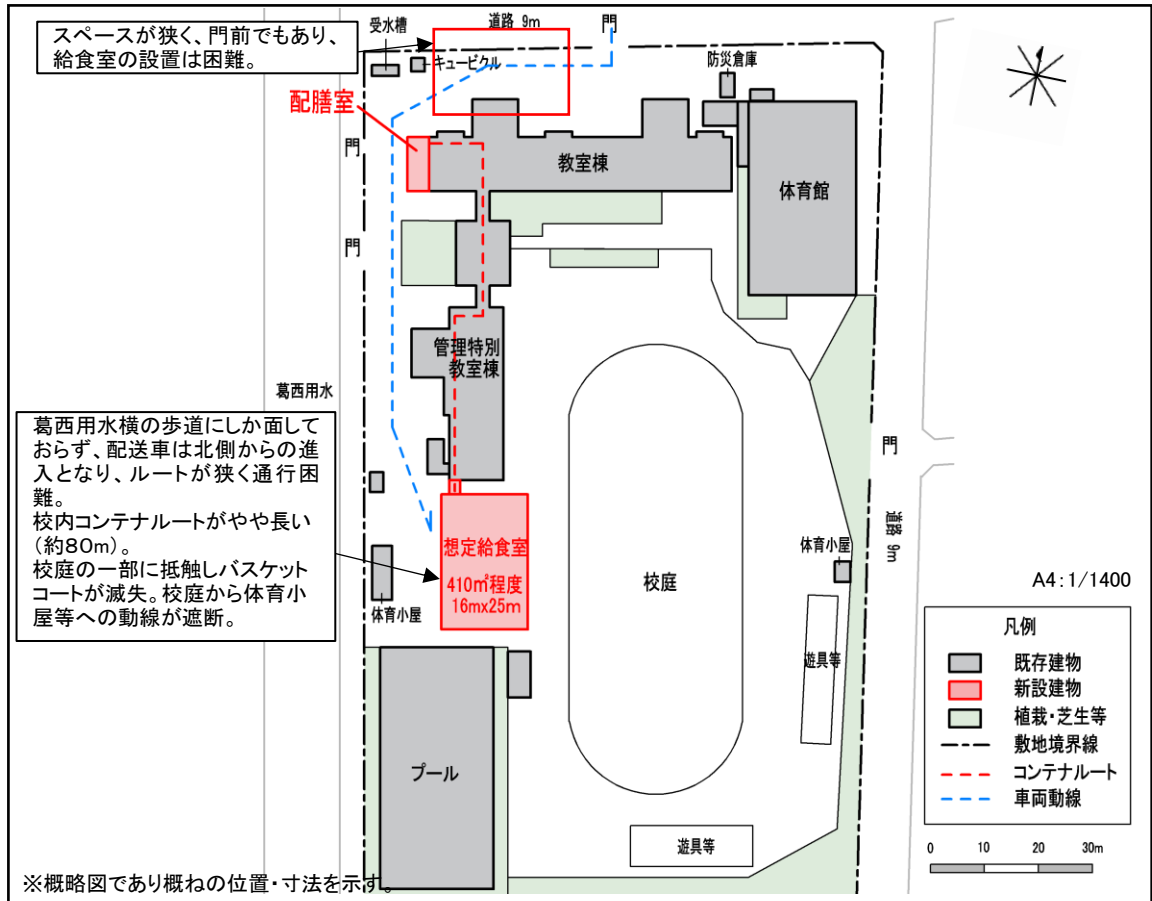 スペースが狭く、門前でもあり、
給食室の設置は困難。
受水槽
道路 9m
門
キュービクル
防災倉庫
配膳室
門
教室棟
体育館
門
管理特別
教室棟
葛西用水
葛西用水横の歩道にしか面して
おらず、配送車は北側からの進
入となり、ルートが狭く通行困
難。
校内コンテナルートがやや長い
(約80m)。
校庭の一部に抵触しバスケット
コートが滅失。校庭から体育小
屋等への動線が遮断。
門
道路 9m
想定給食室
410㎡程度
16mx25m
体育小屋
校庭
体育小屋
遊具等
プール
遊具等
A4:1/1400
凡例
既存建物
新設建物
植栽・芝生等
敷地境界線
コンテナルート
車両動線
0 10 20 30m
※概略図であり概ねの位置・寸法を示す。